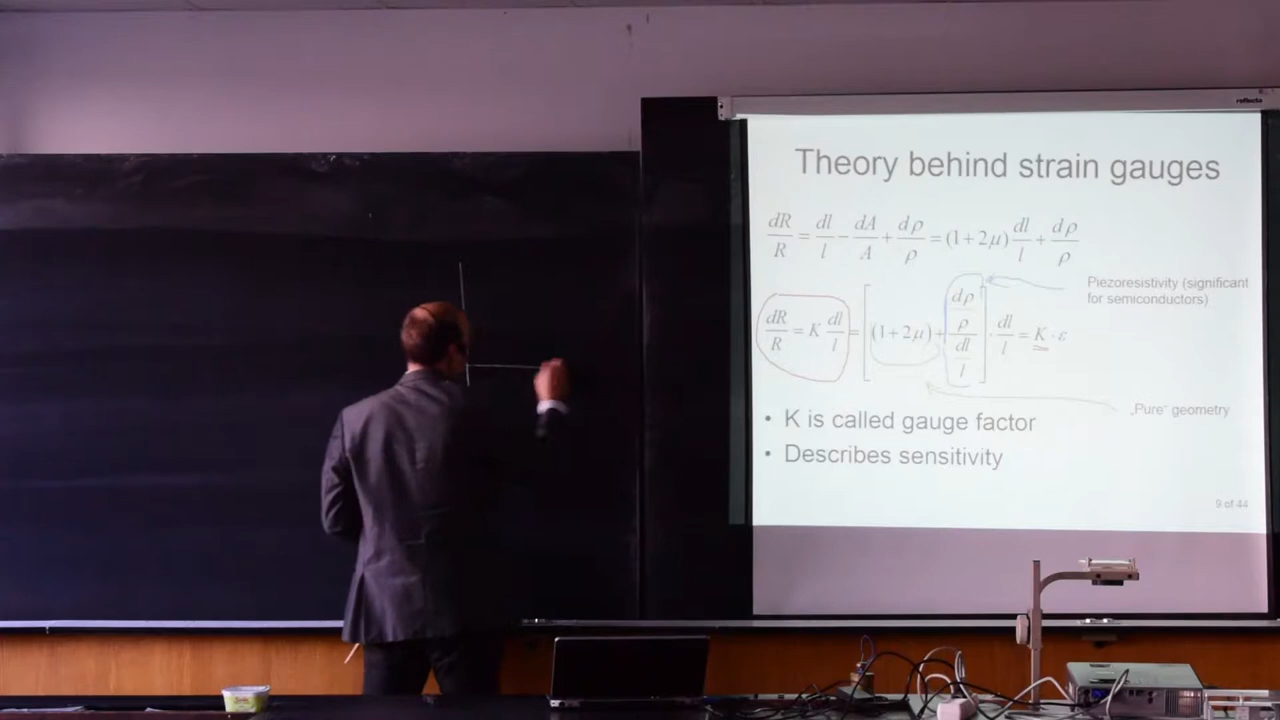 reflecta
Theory behind strain gauges
dR/R = dl/l − dA/A + dρ/ρ = (1+2μ) dl/l + dρ/ρ
Piezoresistivity (significant
for semiconductors)
dR/R = K dl/l = [(1+2μ) + (dρ/ρ)/(dl/l)] · dl/l = K · ε
„Pure“ geometry
• K is called gauge factor
• Describes sensitivity
9 of 44